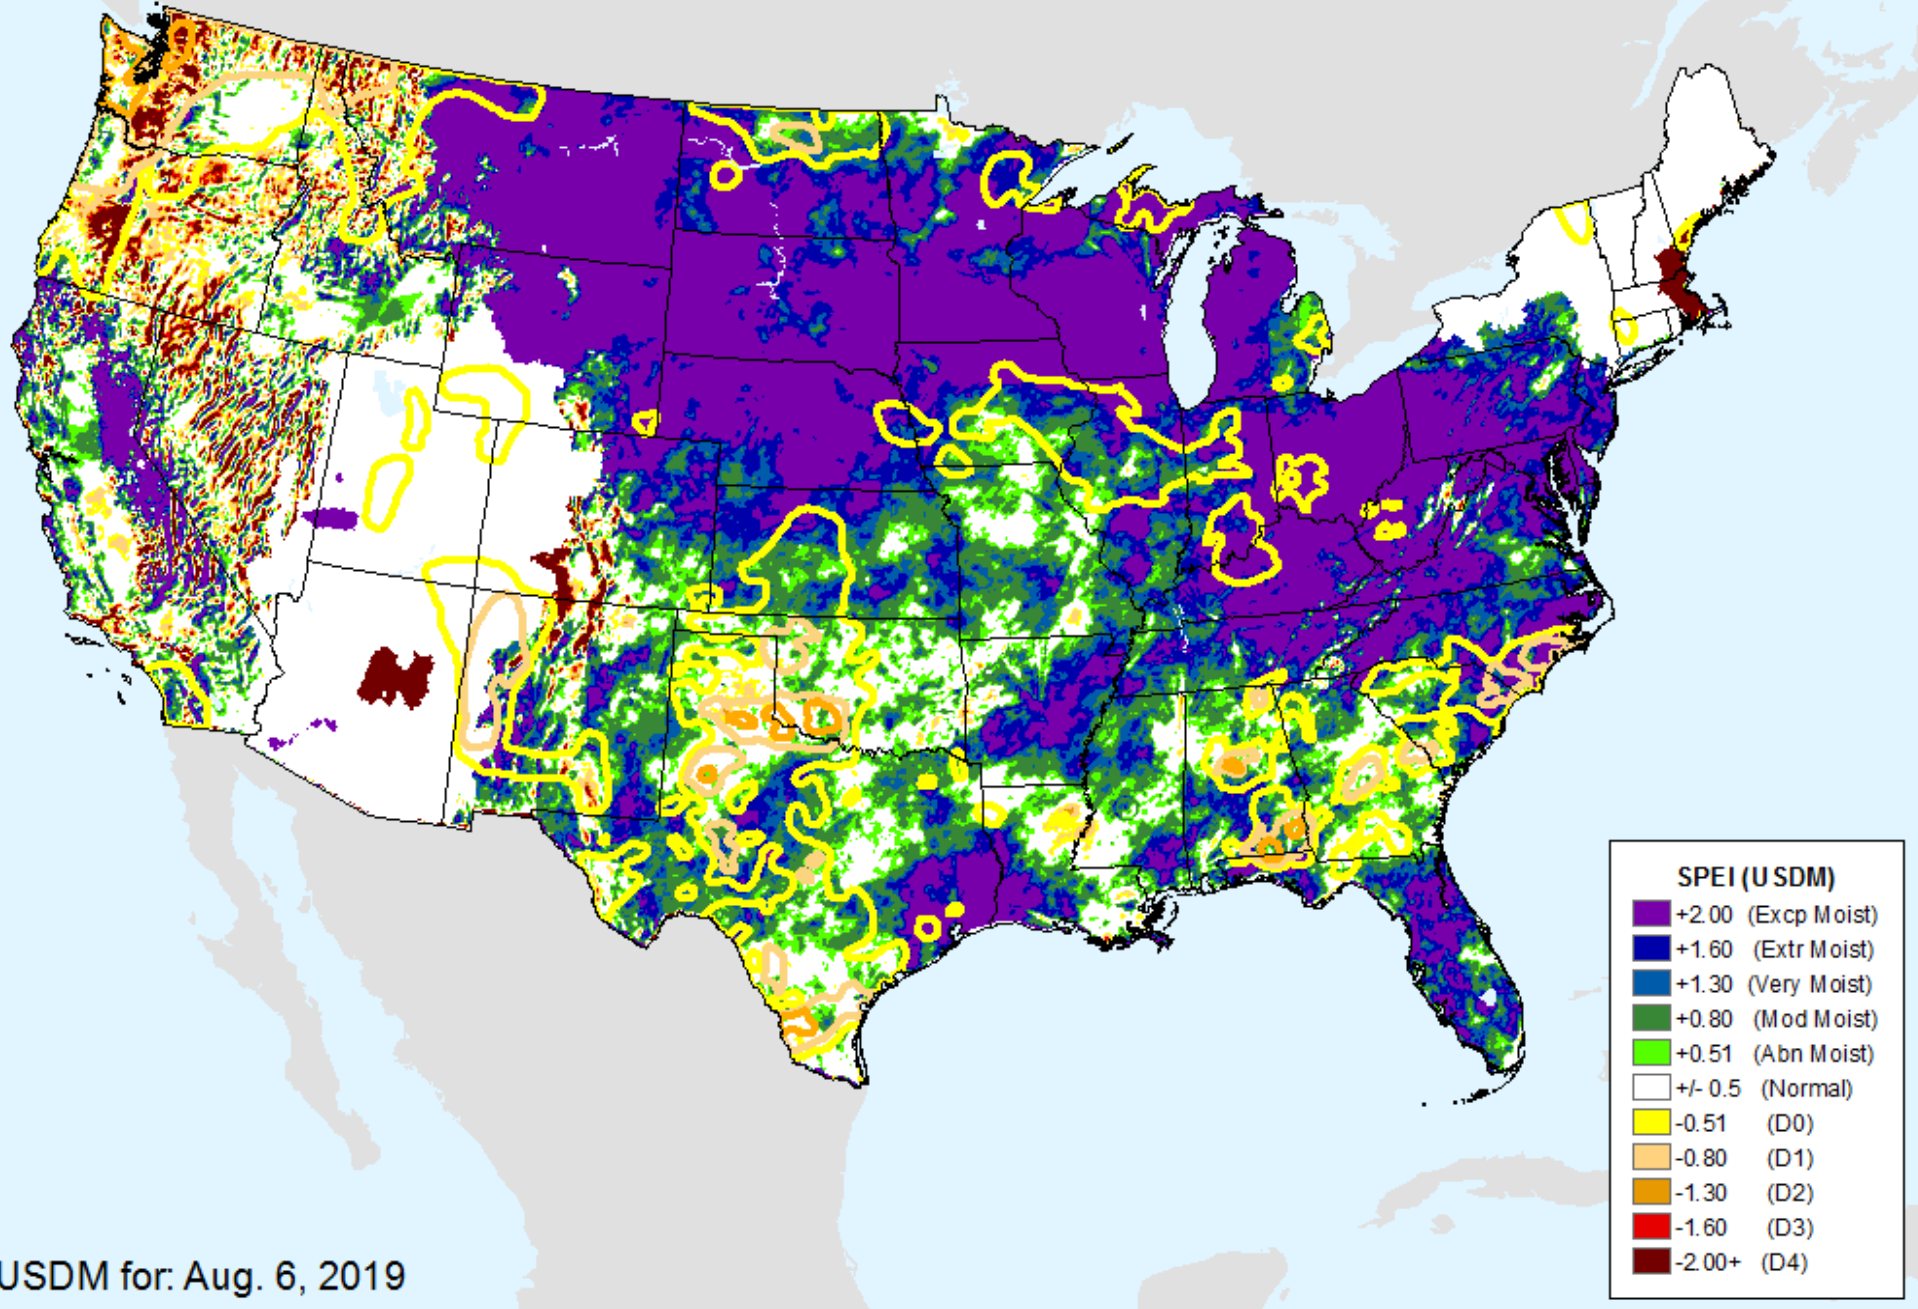 SPEI (USDM)
+2.00 (Excp Moist)
+1.60 (Extr Moist)
+1.30 (Very Moist)
+0.80 (Mod Moist)
+0.51 (Abn Moist)
+/- 0.5 (Normal)
-0.51 (D0)
-0.80 (D1)
-1.30 (D2)
-1.60 (D3)
-2.00+ (D4)
USDM for: Aug. 6, 2019